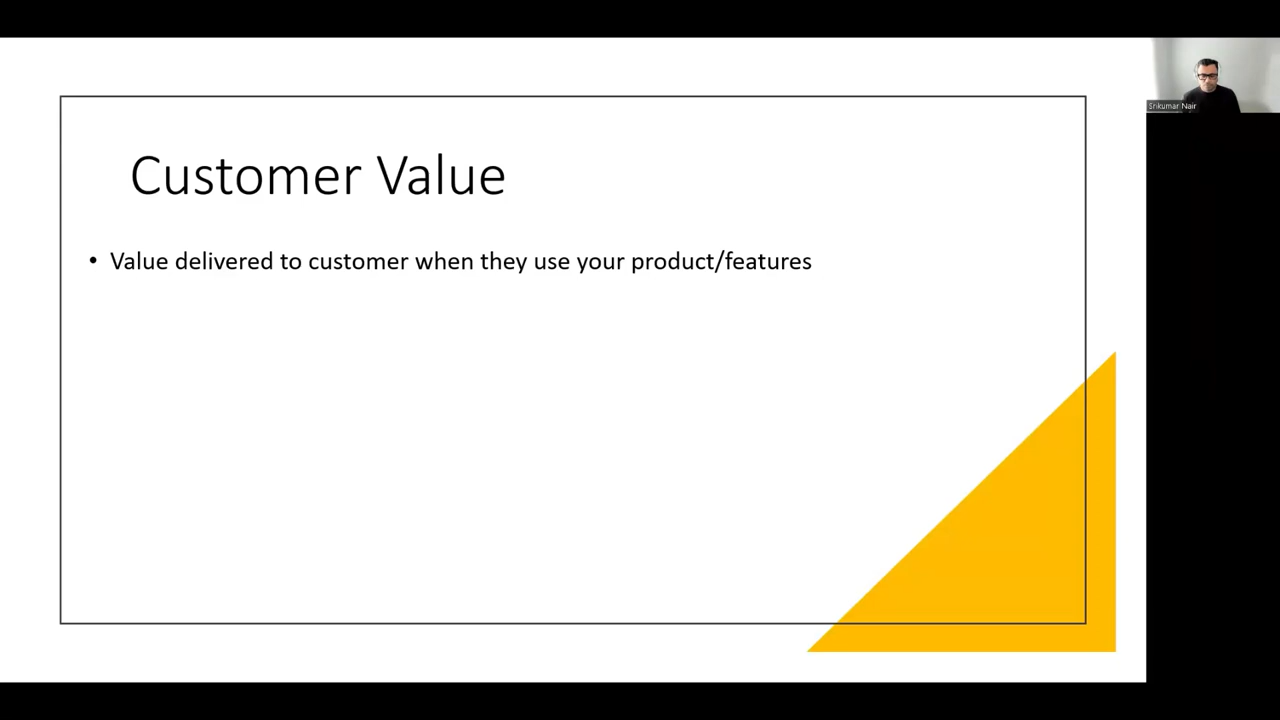 Customer Value
• Value delivered to customer when they use your product/features
Srikumar Nair